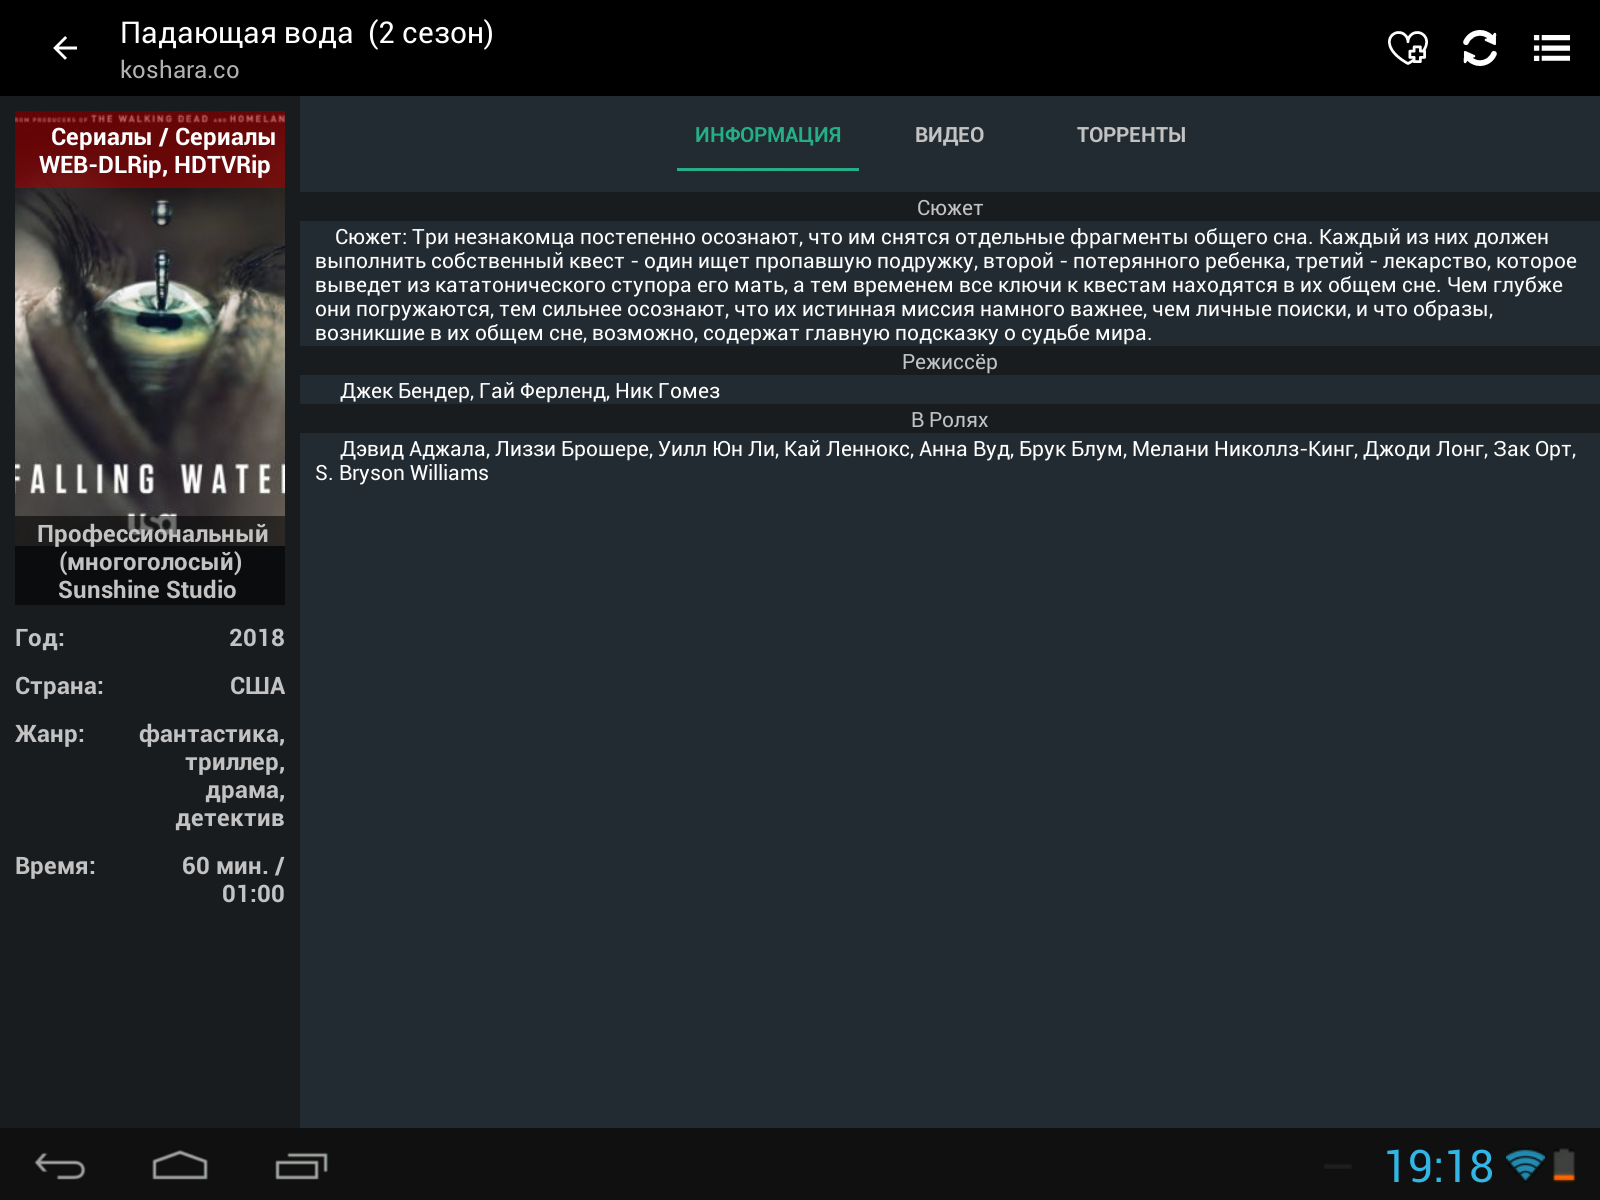 Падающая вода (2 сезон)
koshara.co
FROM PRODUCERS OF THE WALKING DEAD AND HOMELAN
Сериалы / Сериалы
WEB-DLRip, HDTVRip
FALLING WATER
usa
Профессиональный
(многоголосый)
Sunshine Studio
Год: 2018
Страна: США
Жанр: фантастика,
триллер,
драма,
детектив
Время: 60 мин. /
01:00
ИНФОРМАЦИЯ ВИДЕО ТОРРЕНТЫ
Сюжет
Сюжет: Три незнакомца постепенно осознают, что им снятся отдельные фрагменты общего сна. Каждый из них должен
выполнить собственный квест - один ищет пропавшую подружку, второй - потерянного ребенка, третий - лекарство, которое
выведет из кататонического ступора его мать, а тем временем все ключи к квестам находятся в их общем сне. Чем глубже
они погружаются, тем сильнее осознают, что их истинная миссия намного важнее, чем личные поиски, и что образы,
возникшие в их общем сне, возможно, содержат главную подсказку о судьбе мира.
Режиссёр
Джек Бендер, Гай Ферленд, Ник Гомез
В Ролях
Дэвид Аджала, Лиззи Брошере, Уилл Юн Ли, Кай Леннокс, Анна Вуд, Брук Блум, Мелани Николлз-Кинг, Джоди Лонг, Зак Орт,
S. Bryson Williams
19:18